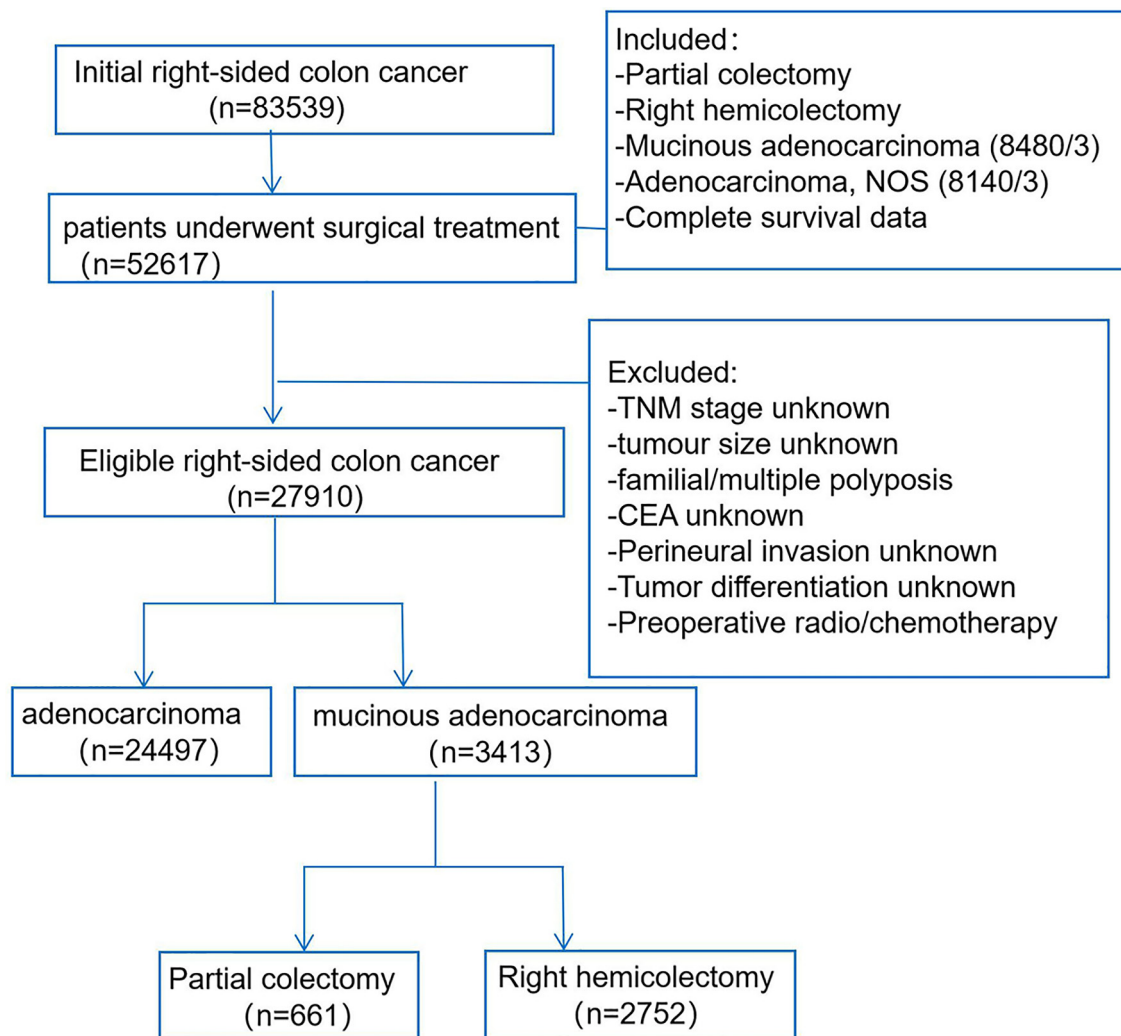 Initial right-sided colon cancer
(n=83539)
Included:
-Partial colectomy
-Right hemicolectomy
-Mucinous adenocarcinoma (8480/3)
-Adenocarcinoma, NOS (8140/3)
-Complete survival data
patients underwent surgical treatment
(n=52617)
Excluded:
-TNM stage unknown
-tumour size unknown
-familial/multiple polyposis
-CEA unknown
-Perineural invasion unknown
-Tumor differentiation unknown
-Preoperative radio/chemotherapy
Eligible right-sided colon cancer
(n=27910)
adenocarcinoma
(n=24497)
mucinous adenocarcinoma
(n=3413)
Partial colectomy
(n=661)
Right hemicolectomy
(n=2752)